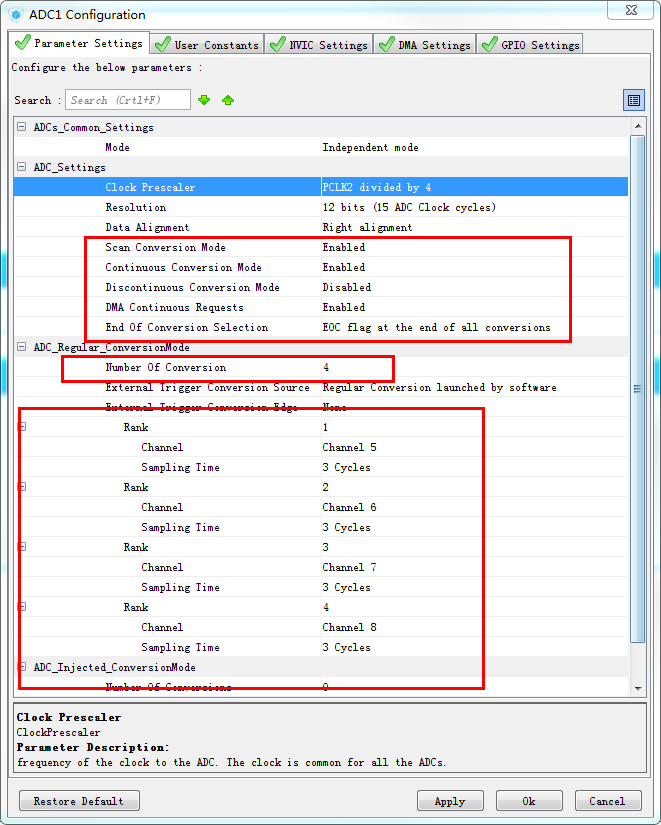 ADC1 Configuration
Parameter Settings User Constants NVIC Settings DMA Settings GPIO Settings
Configure the below parameters :
Search : Search (Crtl+F)
ADCs_Common_Settings
Mode Independent mode
ADC_Settings
Clock Prescaler PCLK2 divided by 4
Resolution 12 bits (15 ADC Clock cycles)
Data Alignment Right alignment
Scan Conversion Mode Enabled
Continuous Conversion Mode Enabled
Discontinuous Conversion Mode Disabled
DMA Continuous Requests Enabled
End Of Conversion Selection EOC flag at the end of all conversions
ADC_Regular_ConversionMode
Number Of Conversion 4
External Trigger Conversion Source Regular Conversion launched by software
External Trigger Conversion Edge None
Rank 1
Channel Channel 5
Sampling Time 3 Cycles
Rank 2
Channel Channel 6
Sampling Time 3 Cycles
Rank 3
Channel Channel 7
Sampling Time 3 Cycles
Rank 4
Channel Channel 8
Sampling Time 3 Cycles
ADC_Injected_ConversionMode
Number Of Conversions 0
Clock Prescaler
ClockPrescaler
Parameter Description:
frequency of the clock to the ADC. The clock is common for all the ADCs.
Restore Default Apply Ok Cancel